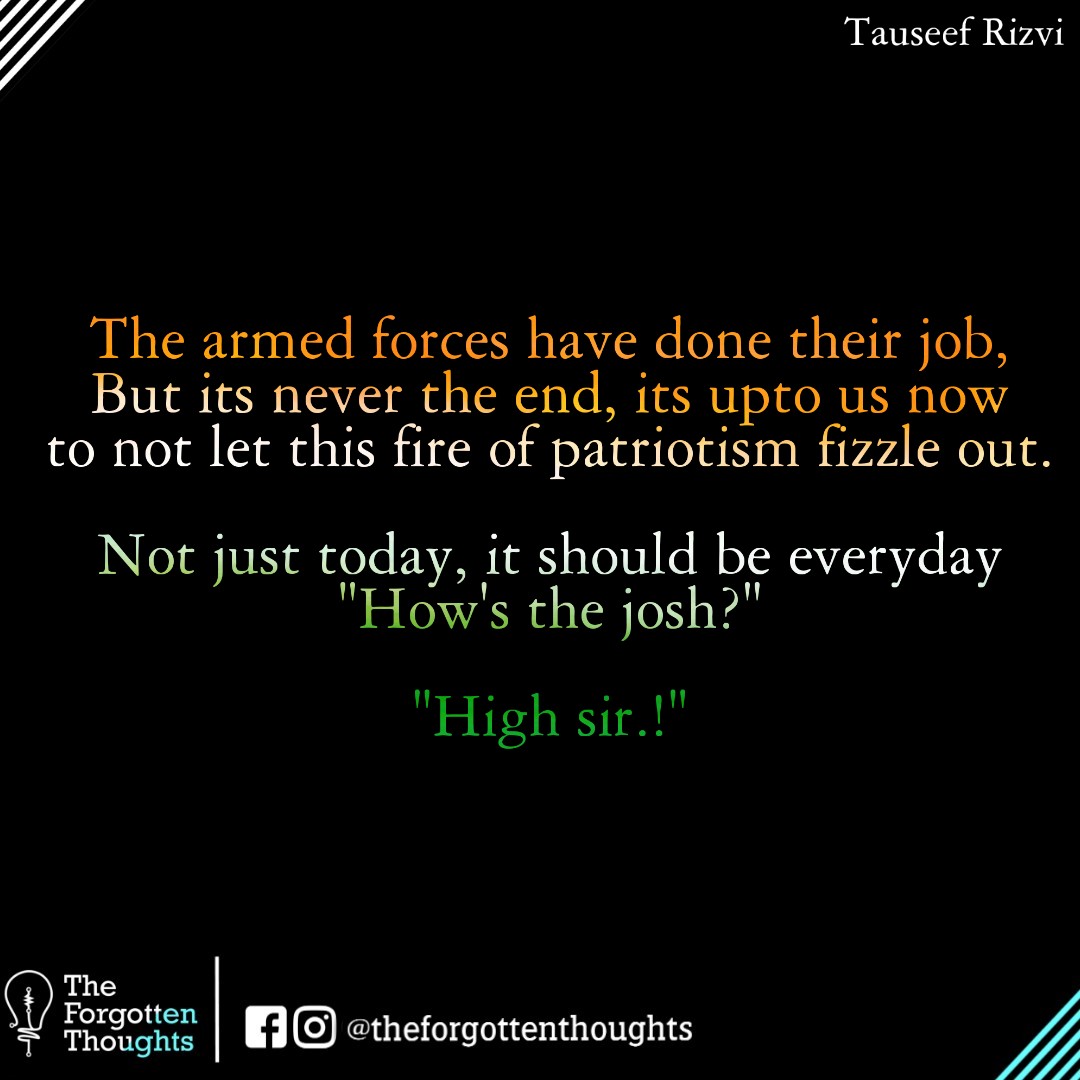 Tauseef Rizvi
The armed forces have done their job,
But its never the end, its upto us now
to not let this fire of patriotism fizzle out.
Not just today, it should be everyday
"How's the josh?"
"High sir.!"
The
Forgotten
Thoughts
@theforgottenthoughts